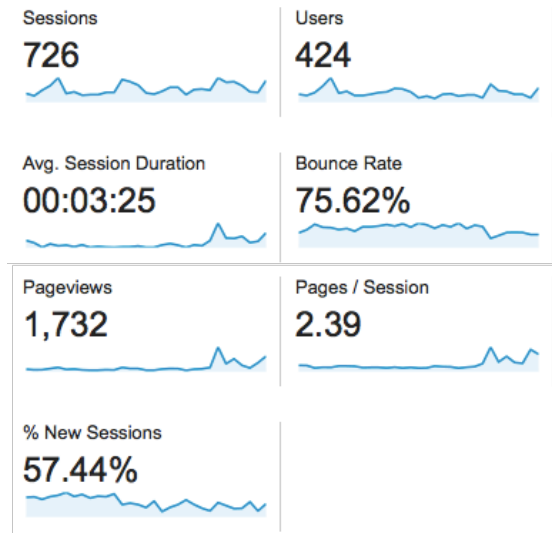 Sessions
726
Users
424
Avg. Session Duration
00:03:25
Bounce Rate
75.62%
Pageviews
1,732
Pages / Session
2.39
% New Sessions
57.44%